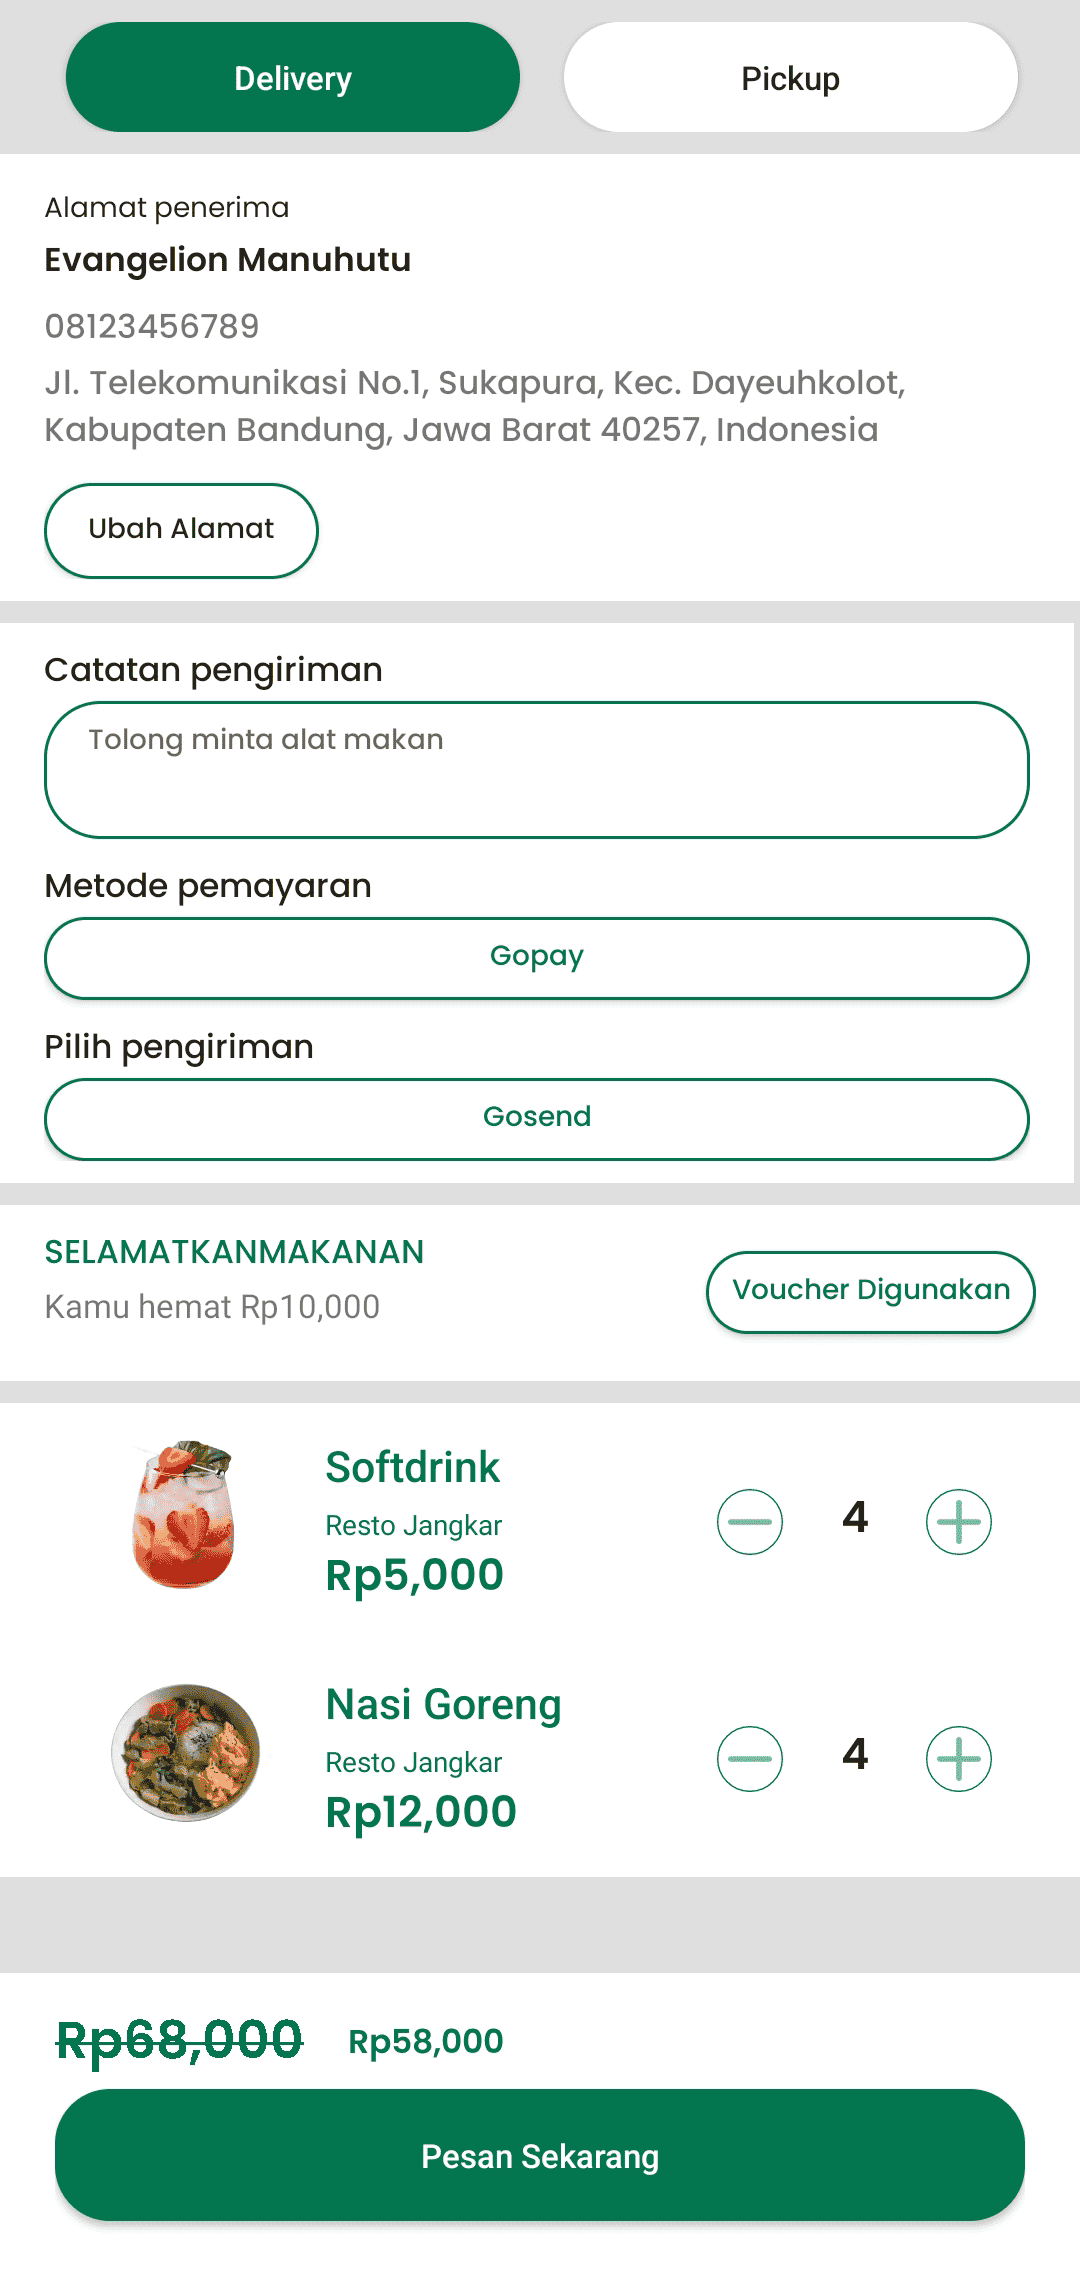 Delivery
Pickup
Alamat penerima
Evangelion Manuhutu
08123456789
Jl. Telekomunikasi No.1, Sukapura, Kec. Dayeuhkolot,
Kabupaten Bandung, Jawa Barat 40257, Indonesia
Ubah Alamat
Catatan pengiriman
Tolong minta alat makan
Metode pemayaran
Gopay
Pilih pengiriman
Gosend
SELAMATKANMAKANAN
Kamu hemat Rp10,000
Voucher Digunakan
Softdrink
Resto Jangkar
Rp5,000
4
Nasi Goreng
Resto Jangkar
Rp12,000
4
Rp68,000 Rp58,000
Pesan Sekarang